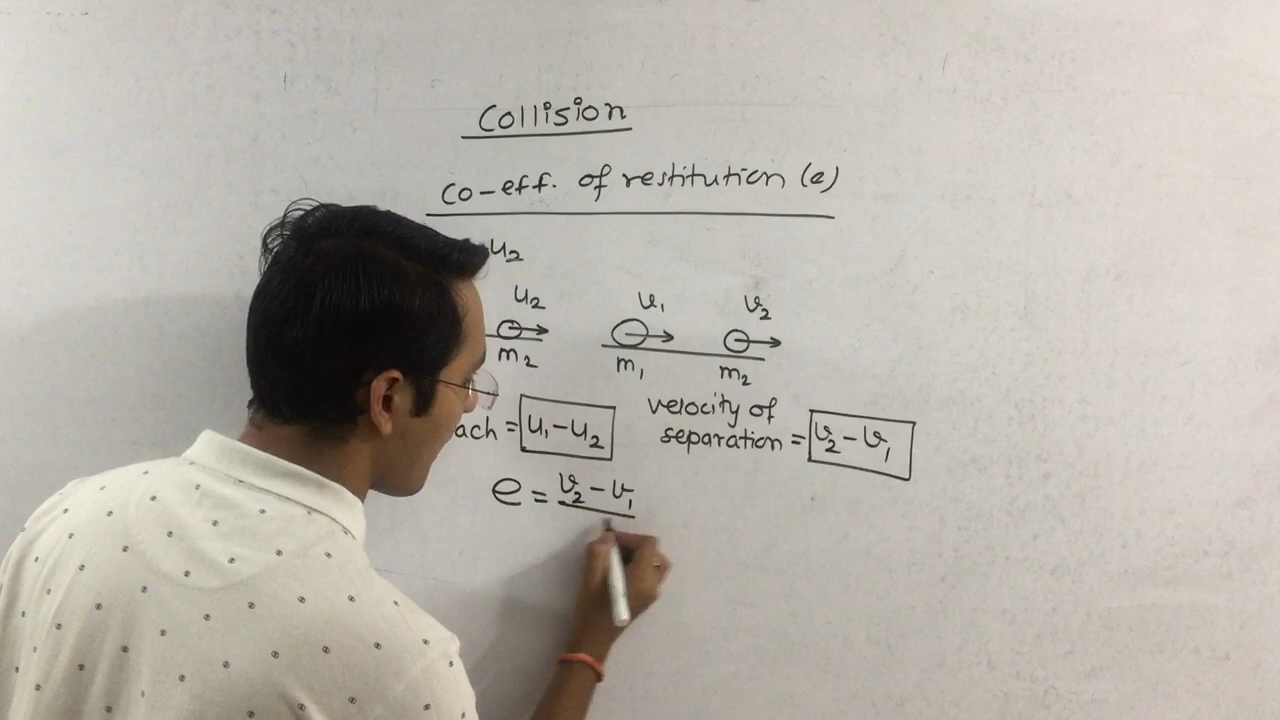 Collision
Co-eff. of restitution (e)
u₂
u₂ v₁ v₂
m₂ m₁ m₂
velocity of
= u₁-u₂ separation = v₂-v₁
e = v₂-v₁